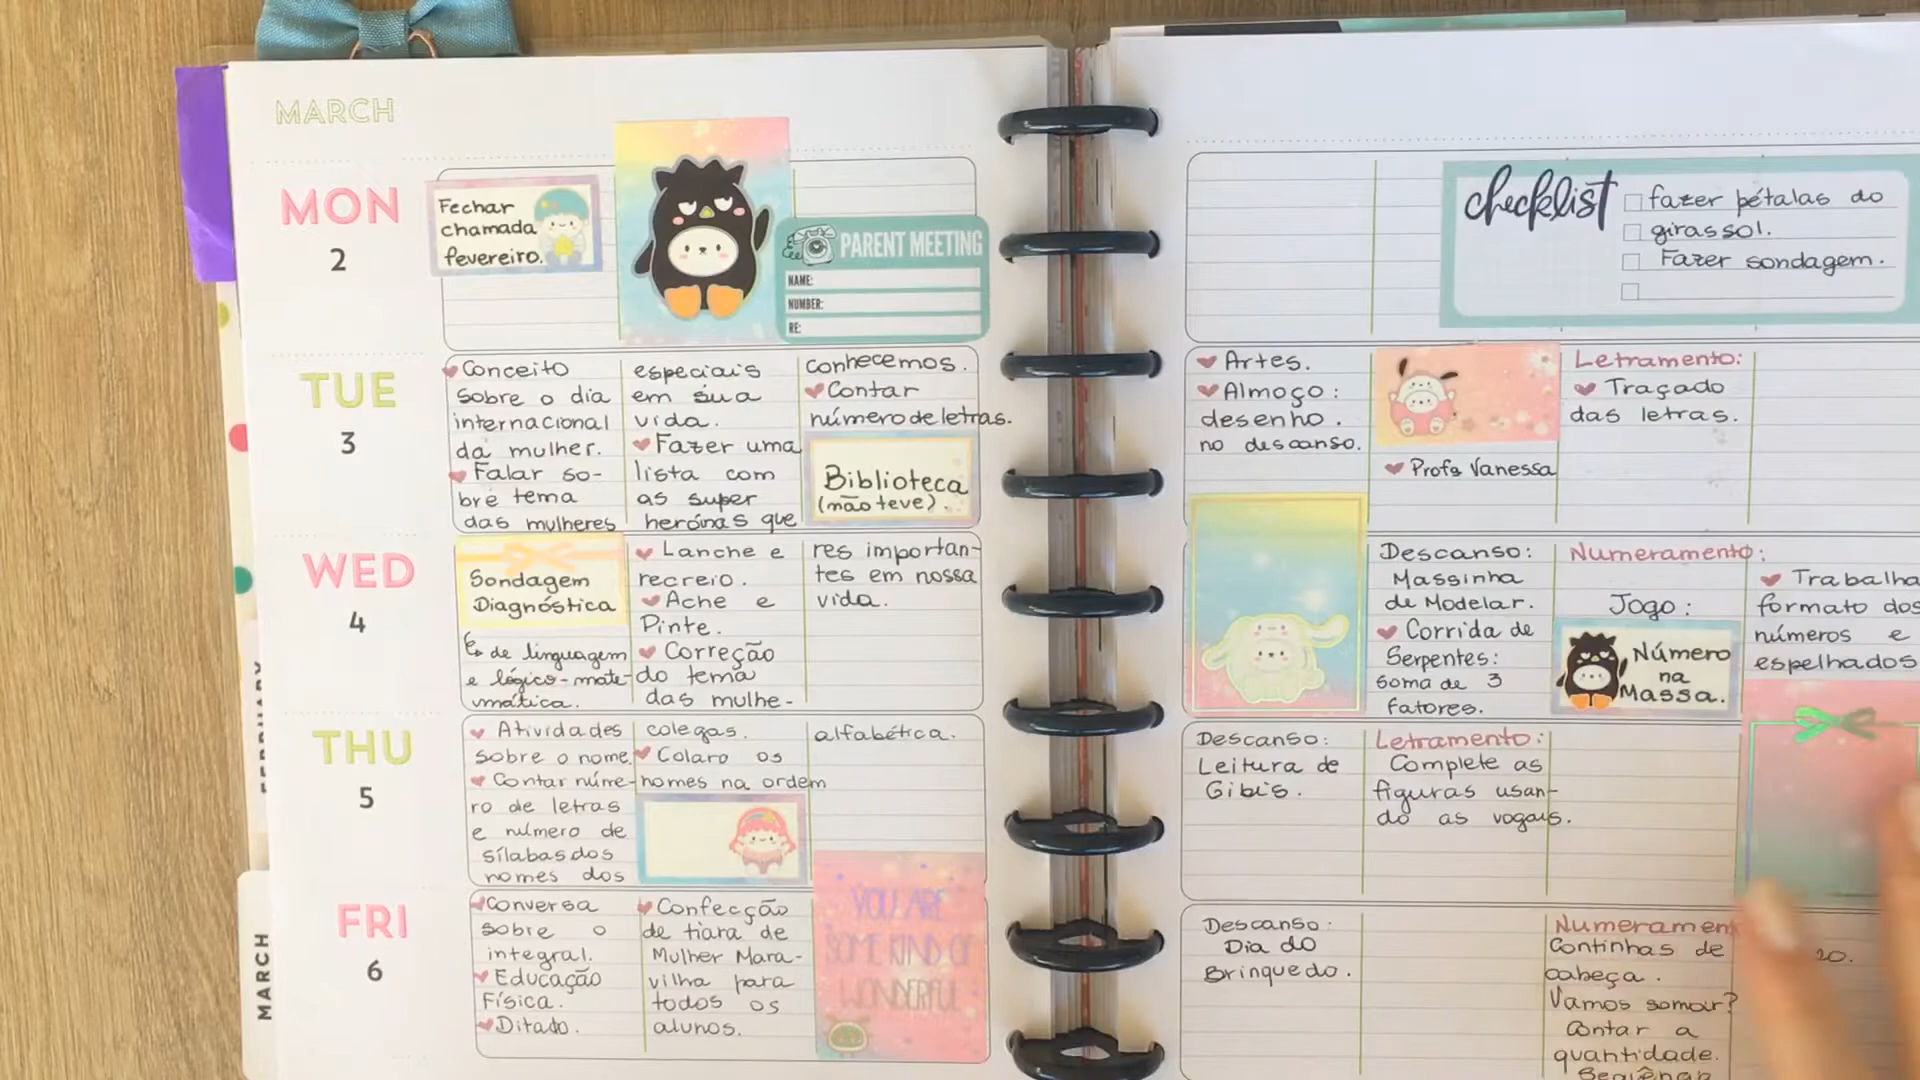 MARCH
MON
2
Fechar
chamada
fevereiro.
PARENT MEETING
NAME:
NUMBER:
RE:
TUE
3
Conceito
sobre o dia
internacional
da mulher.
Falar so-
bre tema
das mulheres
especiais
em sua
vida.
Fazer uma
lista com
as super
heroínas que
conhecemos.
Contar
número de letras.
Biblioteca
(não teve).
WED
4
Sondagem
Diagnóstica
de linguagem
e lógico-mate-
mática.
Lanche e
recreio.
Ache e
Pinte.
Correção
do tema
das mulhe-
res importan-
tes em nossa
vida.
THU
5
Atividades
sobre o nome.
Contar núme-
ro de letras
e número de
sílabas dos
nomes dos
colegas.
Colaro os
nomes na ordem
alfabética.
FRI
6
Conversa
sobre o
integral.
Educação
Física.
Ditado.
Confecção
de tiara de
Mulher Mara-
vilha para
todos os
alunos.
YOU ARE
SOME KIND OF
WONDERFUL
FEBRUARY
MARCH
checklist
fazer pétalas do
girassol.
Fazer sondagem.
Artes.
Almoço:
desenho.
no descanso.
Profa Vanessa
Letramento:
Traçado
das letras.
Descanso:
Massinha
de Modelar.
Corrida de
Serpentes:
soma de 3
fatores.
Numeramento:
Jogo:
Número
na
Massa.
Trabalha
formato dos
números e
espelhados
Descanso:
Leitura de
Gibis.
Letramento:
Complete as
figuras usan-
do as vogais.
Descanso:
Dia do
Brinquedo.
Numeramen
Continhas de
cabeça.
Vamos somar?
Contar a
quantidade.
20.